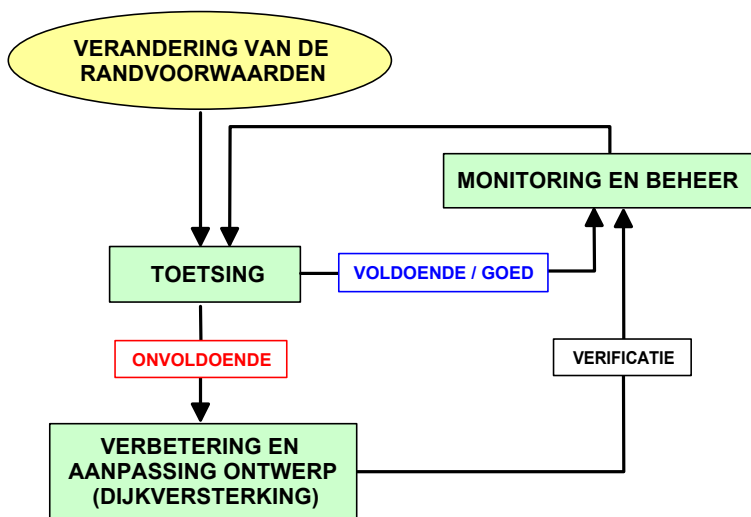 VERANDERING VAN DE
RANDVOORWAARDEN
MONITORING EN BEHEER
TOETSING
VOLDOENDE / GOED
ONVOLDOENDE
VERIFICATIE
VERBETERING EN
AANPASSING ONTWERP
(DIJKVERSTERKING)